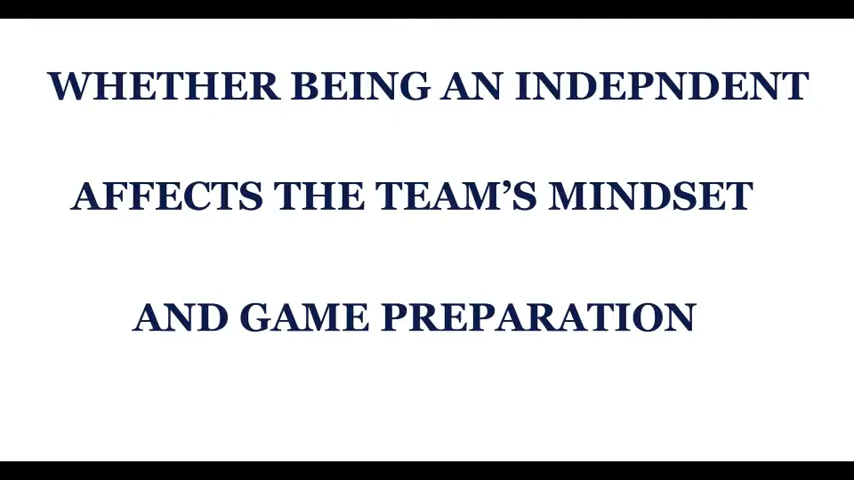 WHETHER BEING AN INDEPNDENT
AFFECTS THE TEAM’S MINDSET
AND GAME PREPARATION